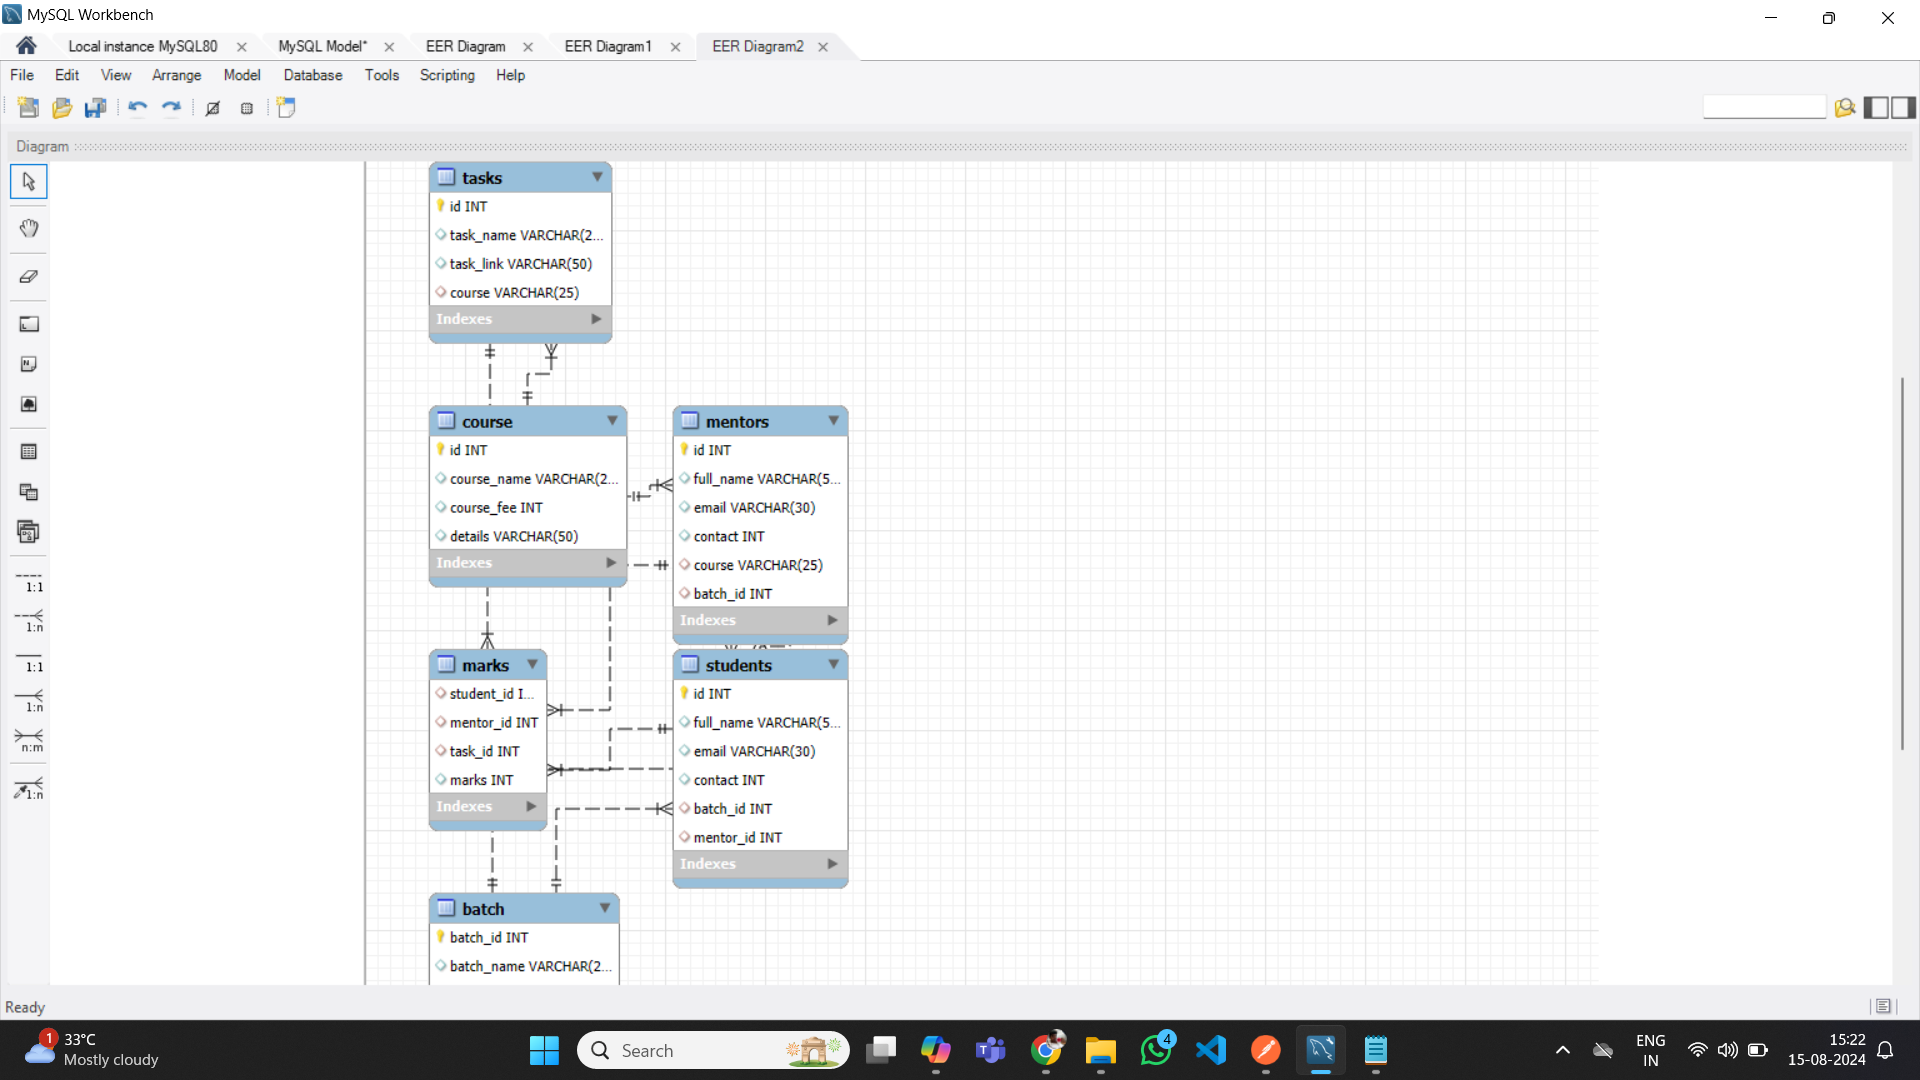 MySQL Workbench
Local instance MySQL80
MySQL Model*
EER Diagram
EER Diagram1
EER Diagram2
File Edit View Arrange Model Database Tools Scripting Help
Diagram
tasks
id INT
task_name VARCHAR(2...
task_link VARCHAR(50)
course VARCHAR(25)
Indexes
course
id INT
course_name VARCHAR(2...
course_fee INT
details VARCHAR(50)
Indexes
mentors
id INT
full_name VARCHAR(5...
email VARCHAR(30)
contact INT
course VARCHAR(25)
batch_id INT
Indexes
marks
student_id I...
mentor_id INT
task_id INT
marks INT
Indexes
students
id INT
full_name VARCHAR(5...
email VARCHAR(30)
contact INT
batch_id INT
mentor_id INT
Indexes
batch
batch_id INT
batch_name VARCHAR(2...
1:1
1:n
1:1
1:n
n:m
1:n
Ready
1
33°C
Mostly cloudy
Search
4
ENG
IN
15:22
15-08-2024